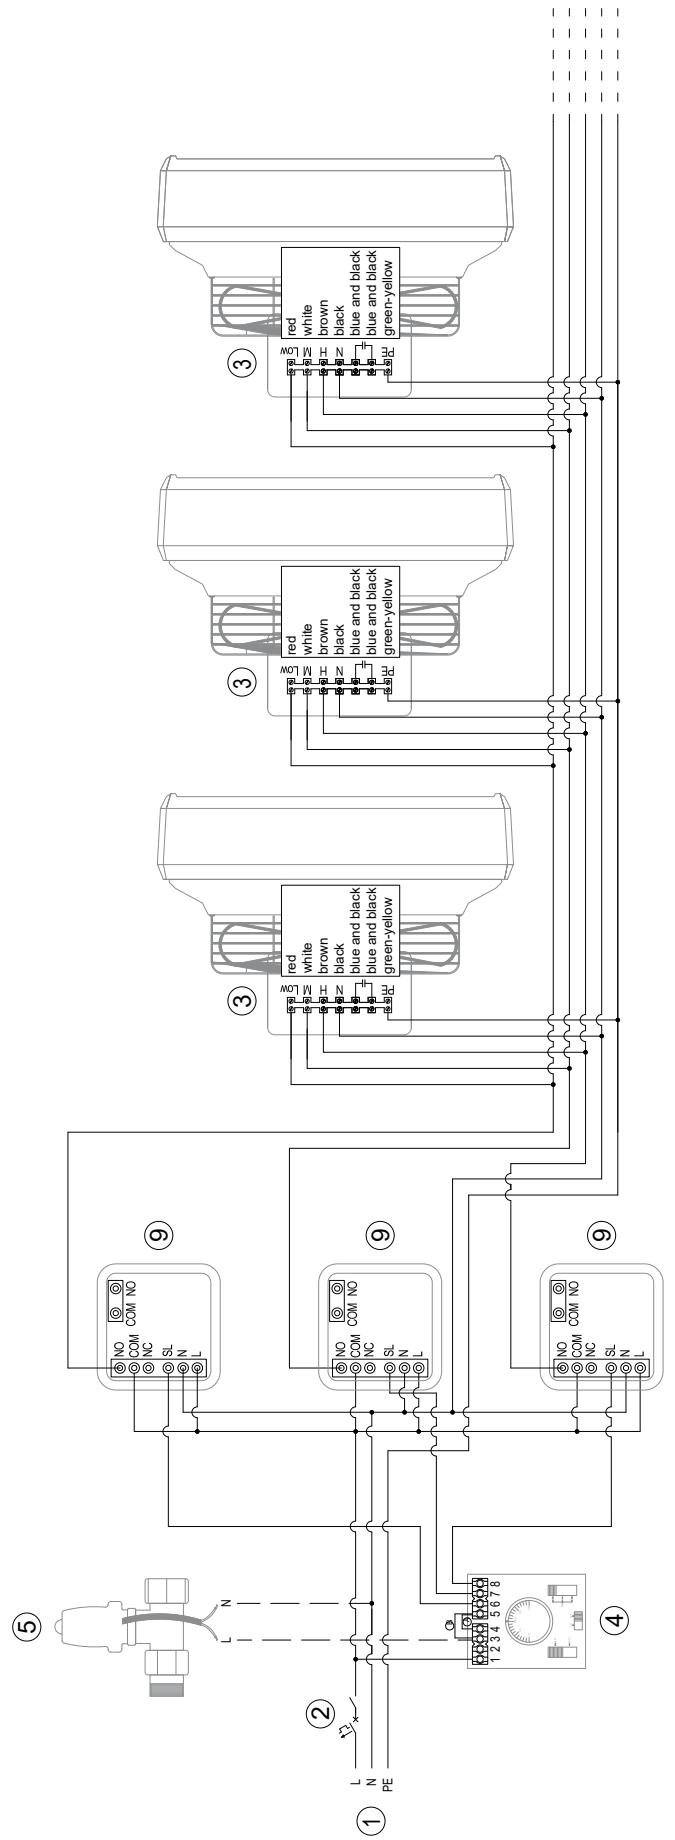 3
red
white
brown
black
blue and black
blue and black
green-yellow
Low
M
H
N
PE
3
red
white
brown
black
blue and black
blue and black
green-yellow
Low
M
H
N
PE
3
red
white
brown
black
blue and black
blue and black
green-yellow
Low
M
H
N
PE
9
COM NO
NO
COM
NC
SL
N
L
9
COM NO
NO
COM
NC
SL
N
L
9
COM NO
NO
COM
NC
SL
N
L
5
N
L
1 2 3 4 5 6 7 8
4
2
L
N
PE
1